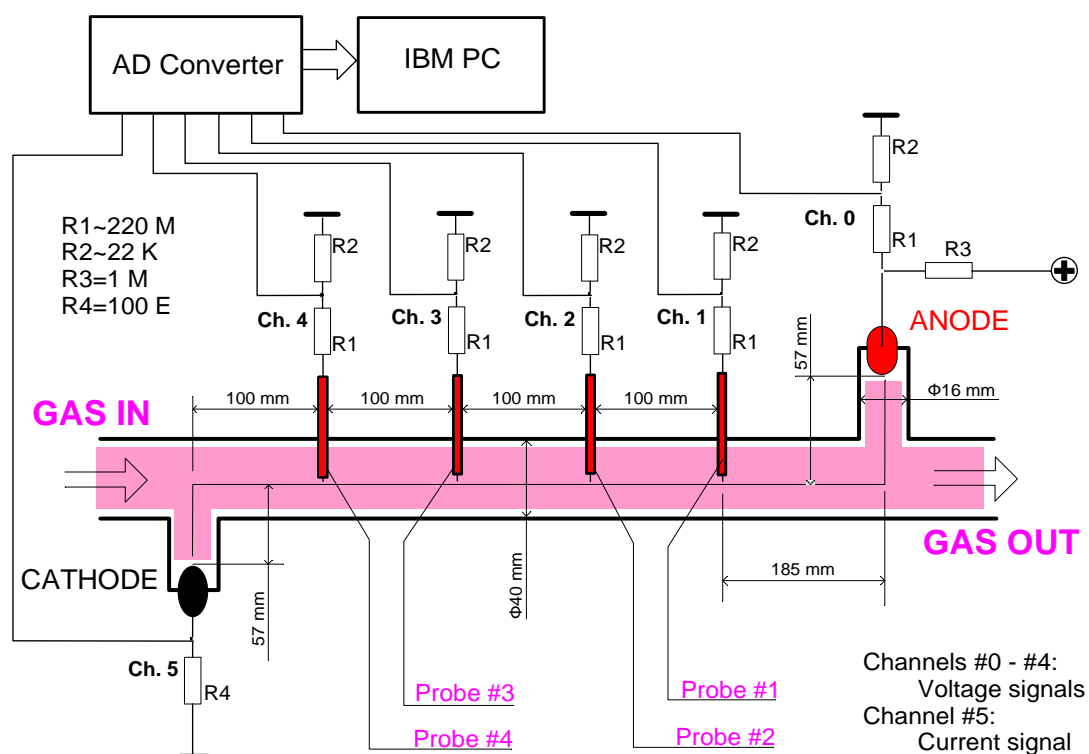 AD Converter
IBM PC
R2
Ch. 0
R1
R3
R1~220 M
R2~22 K
R3=1 M
R4=100 E
R2
R2
R2
R2
Ch. 4
Ch. 3
Ch. 2
Ch. 1
R1
R1
R1
R1
ANODE
57 mm
GAS IN
100 mm
100 mm
100 mm
100 mm
Φ16 mm
GAS OUT
CATHODE
57 mm
Φ40 mm
185 mm
Ch. 5
R4
Probe #3
Probe #1
Probe #4
Probe #2
Channels #0 - #4:
Voltage signals
Channel #5:
Current signal